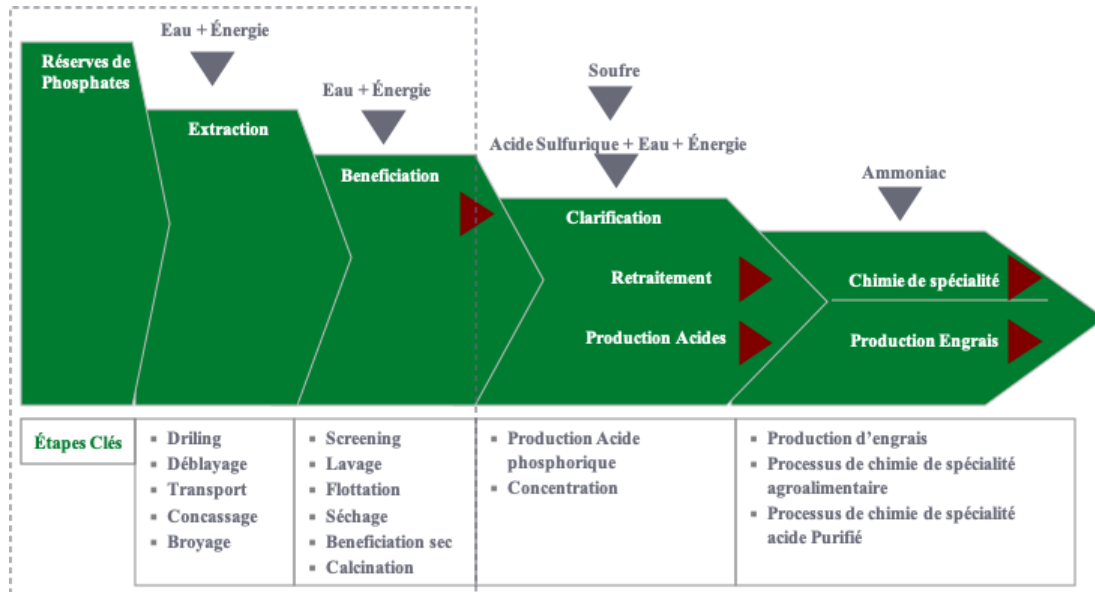 Eau + Énergie
Réserves de
Phosphates
Soufre
Eau + Énergie
Extraction
Acide Sulfurique + Eau + Énergie
Beneficiation
Ammoniac
Clarification
Retraitement
Chimie de spécialité
Production Acides
Production Engrais
Étapes Clés
Driling
Déblayage
Transport
Concassage
Broyage
Screening
Lavage
Flottation
Séchage
Beneficiation sec
Calcination
Production Acide
phosphorique
Concentration
Production d'engrais
Processus de chimie de spécialité
agroalimentaire
Processus de chimie de spécialité
acide Purifié